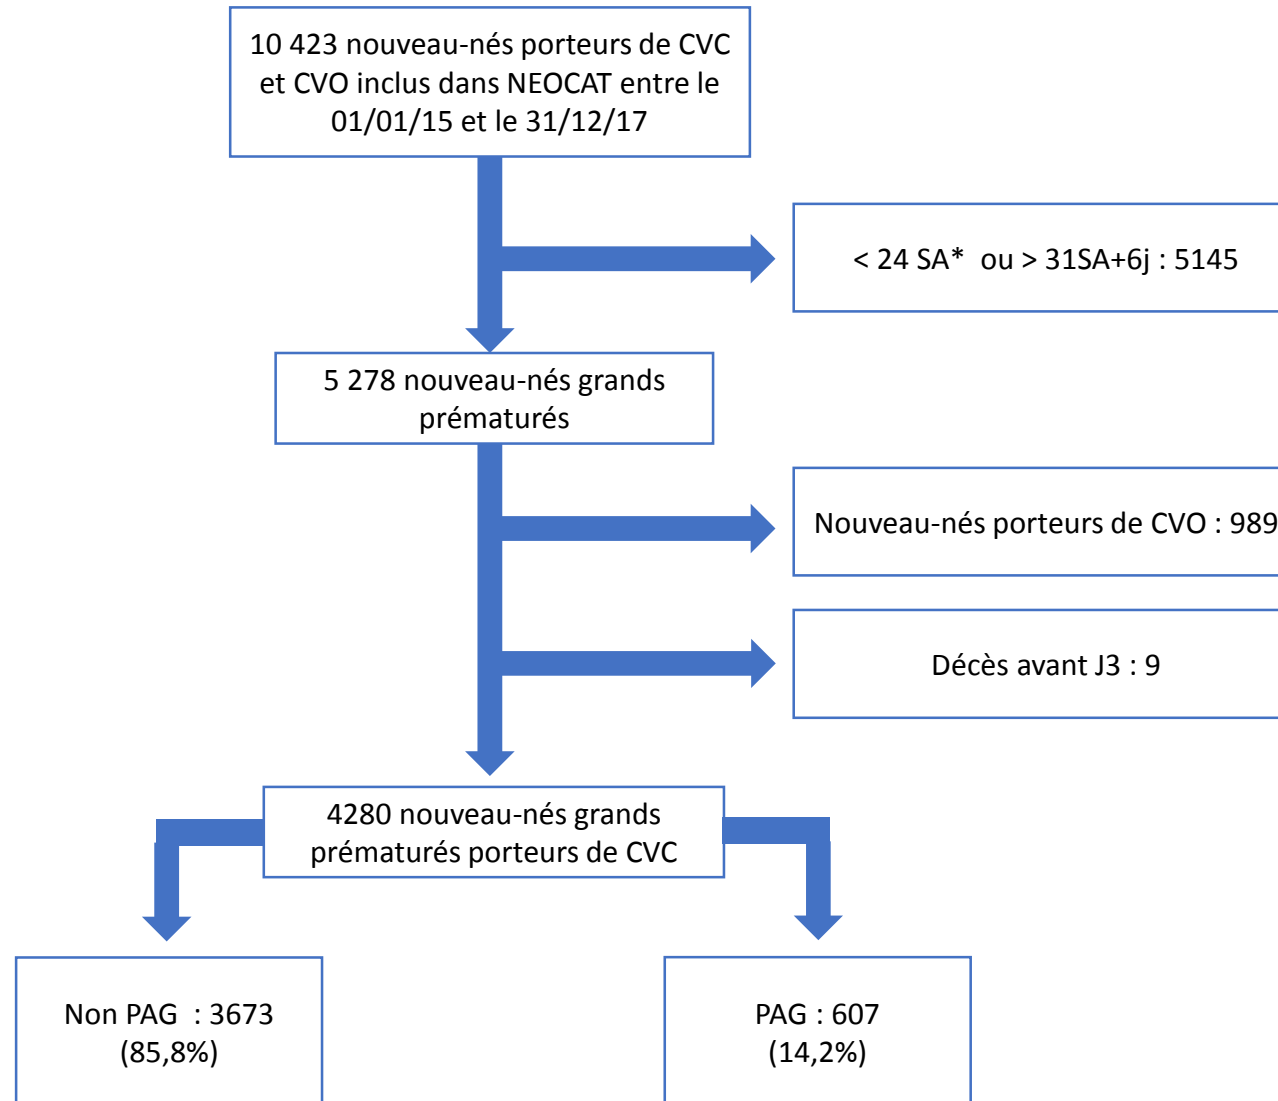 10 423 nouveau-nés porteurs de CVC
et CVO inclus dans NEOCAT entre le
01/01/15 et le 31/12/17
< 24 SA*  ou > 31SA+6j : 5145
5 278 nouveau-nés grands
prématurés
Nouveau-nés porteurs de CVO : 989
Décès avant J3 : 9
4280 nouveau-nés grands
prématurés porteurs de CVC
Non PAG  : 3673
(85,8%)
PAG : 607
(14,2%)